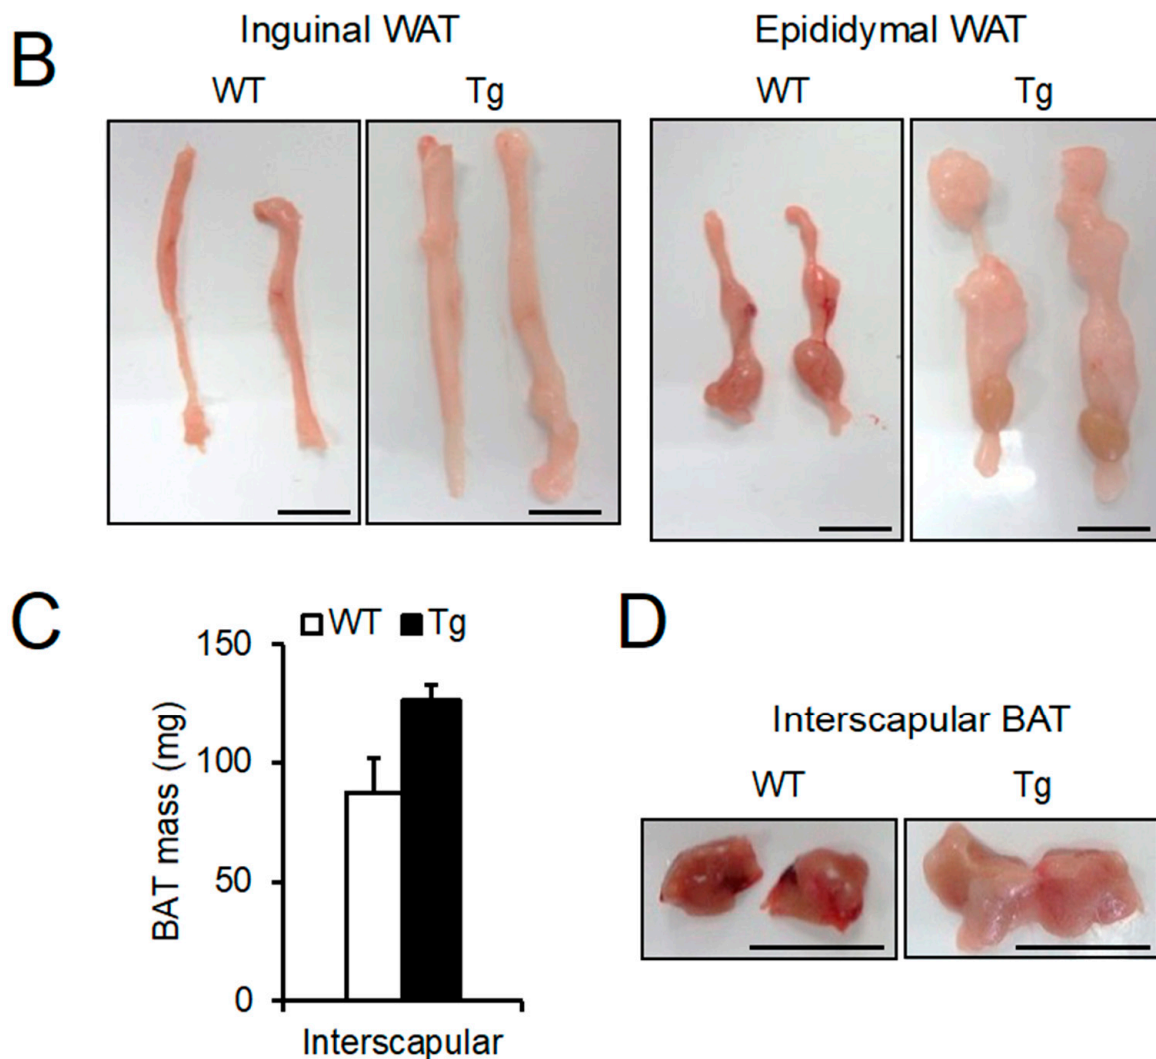 B
Inguinal WAT
Epididymal WAT
WT
Tg
WT
Tg
C
WT Tg
150
100
50
0
BAT mass (mg)
Interscapular
D
Interscapular BAT
WT
Tg